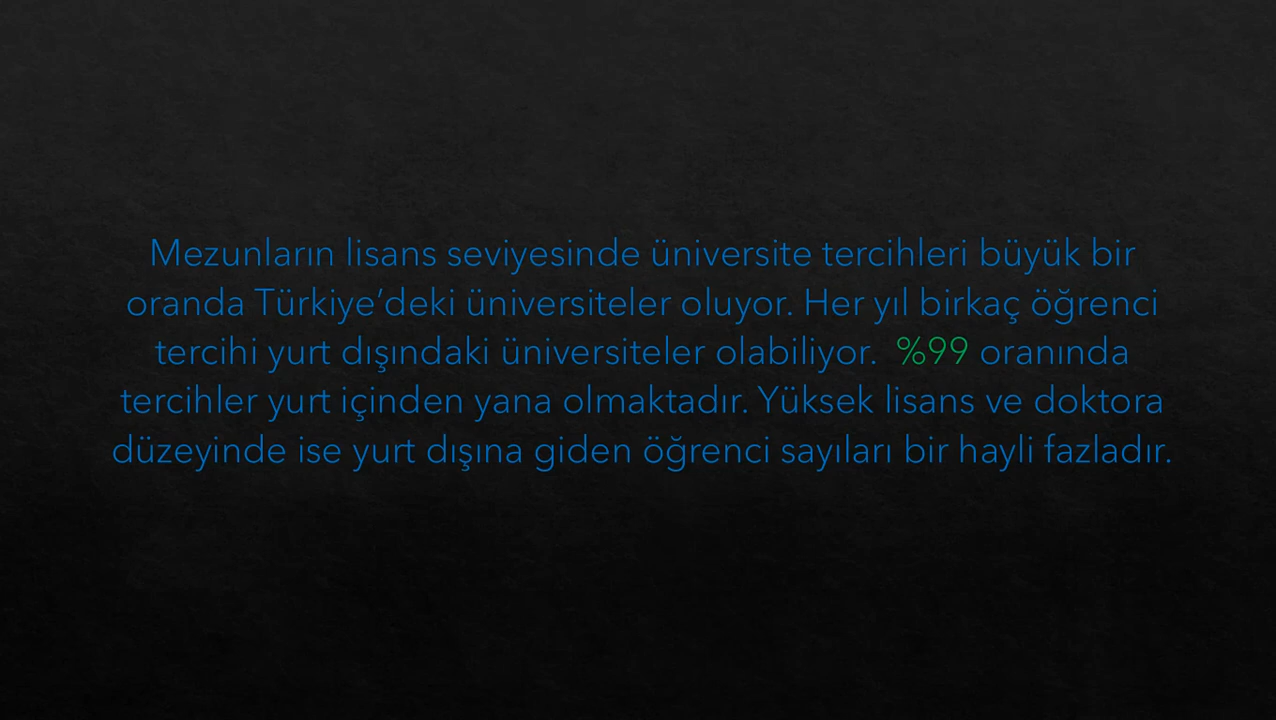 Mezunların lisans seviyesinde üniversite tercihleri büyük bir
oranda Türkiye’deki üniversiteler oluyor. Her yıl birkaç öğrenci
tercihi yurt dışındaki üniversiteler olabiliyor.  %99 oranında
tercihler yurt içinden yana olmaktadır. Yüksek lisans ve doktora
düzeyinde ise yurt dışına giden öğrenci sayıları bir hayli fazladır.